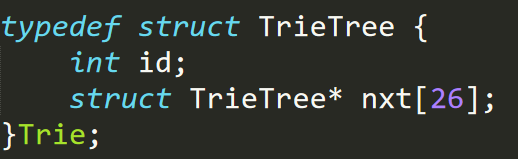 typedef struct TrieTree {
    int id;
    struct TrieTree* nxt[26];
}Trie;